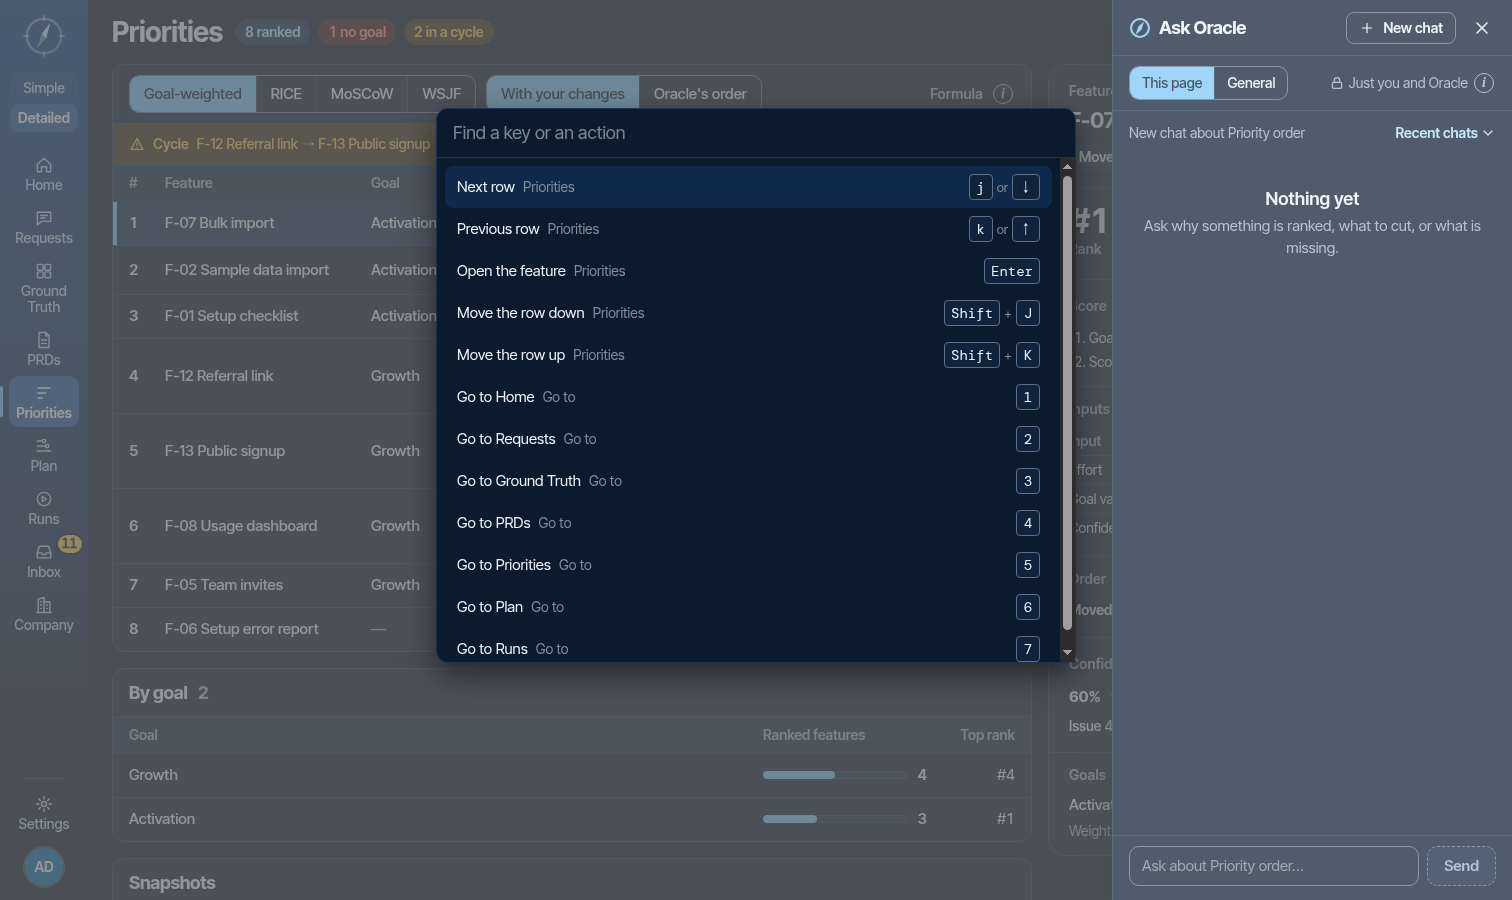 Simple
Detailed
Home
Requests
Ground
Truth
PRDs
Priorities
Plan
Runs
11
Inbox
Company
Settings
AD
Priorities
8 ranked
1 no goal
2 in a cycle
Goal-weighted
RICE
MoSCoW
WSJF
With your changes
Oracle's order
Formula
Cycle F-12 Referral link → F-13 Public signup
# Feature Goal
1 F-07 Bulk import Activation
2 F-02 Sample data import Activation
3 F-01 Setup checklist Activation
4 F-12 Referral link Growth
5 F-13 Public signup Growth
6 F-08 Usage dashboard Growth
7 F-05 Team invites Growth
8 F-06 Setup error report —
By goal 2
Goal Ranked features Top rank
Growth 4 #4
Activation 3 #1
Snapshots
Find a key or an action
Next row Priorities j or ↓
Previous row Priorities k or ↑
Open the feature Priorities Enter
Move the row down Priorities Shift + J
Move the row up Priorities Shift + K
Go to Home Go to 1
Go to Requests Go to 2
Go to Ground Truth Go to 3
Go to PRDs Go to 4
Go to Priorities Go to 5
Go to Plan Go to 6
Go to Runs Go to 7
#1
60%
Issue 4
Goals
Weight
Ask Oracle
+ New chat
This page
General
Just you and Oracle
New chat about Priority order
Recent chats
Nothing yet
Ask why something is ranked, what to cut, or what is
missing.
Ask about Priority order...
Send